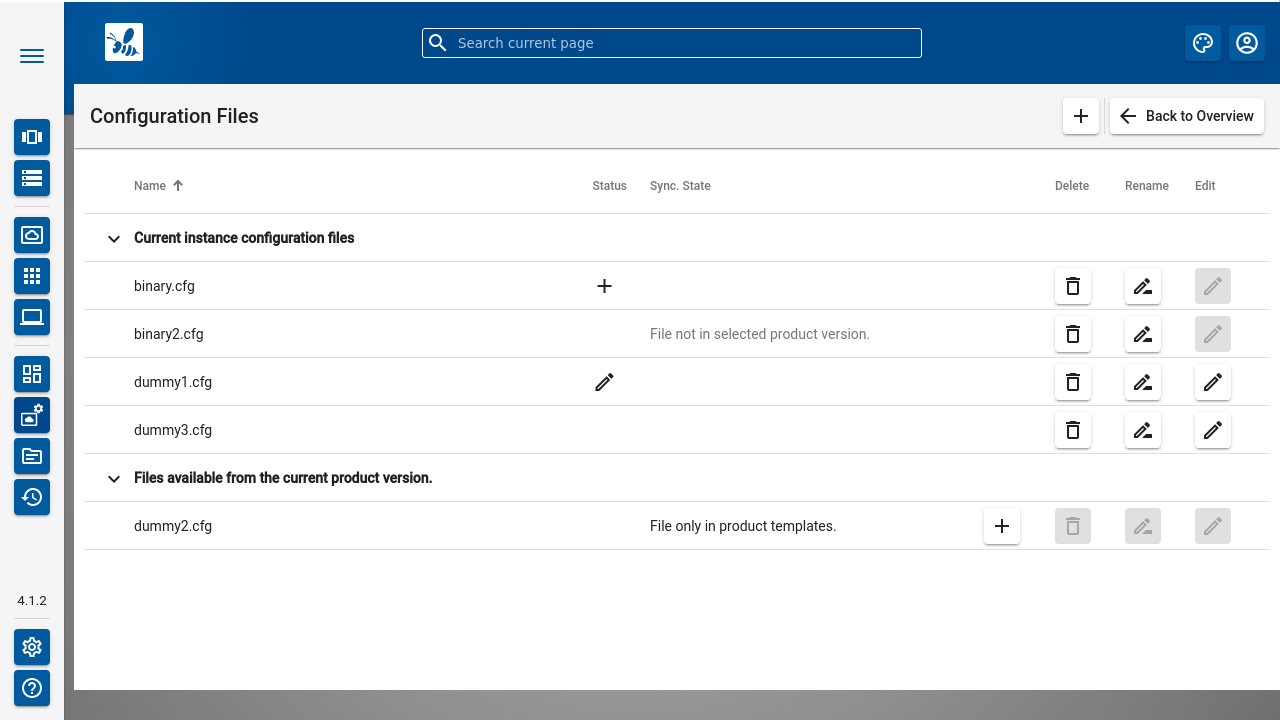 Search current page
Configuration Files
Back to Overview
Name Status Sync. State Delete Rename Edit
Current instance configuration files
binary.cfg
binary2.cfg File not in selected product version.
dummy1.cfg
dummy3.cfg
Files available from the current product version.
dummy2.cfg File only in product templates.
4.1.2